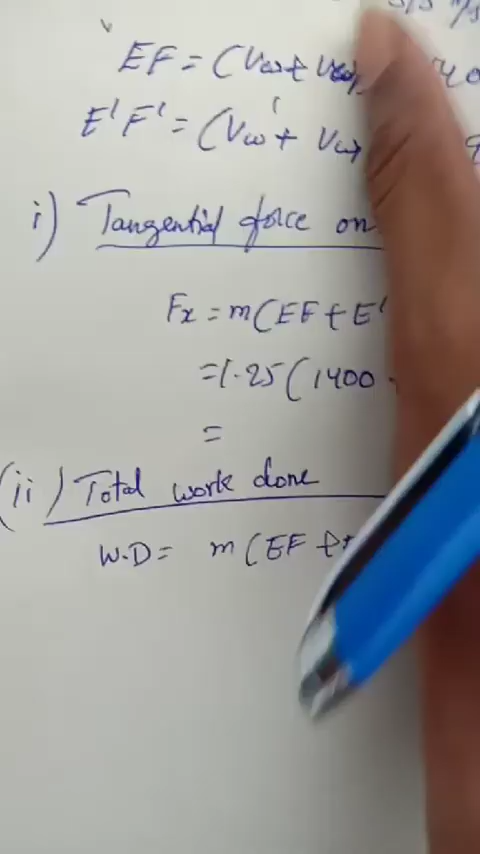 EF = (Vω + Vω
E'F' = (Vω' + Vω
i) Tangential force on
Fx = m(EF + E'
=1.25(1400
=
(ii) Total work done
W.D = m(EF +